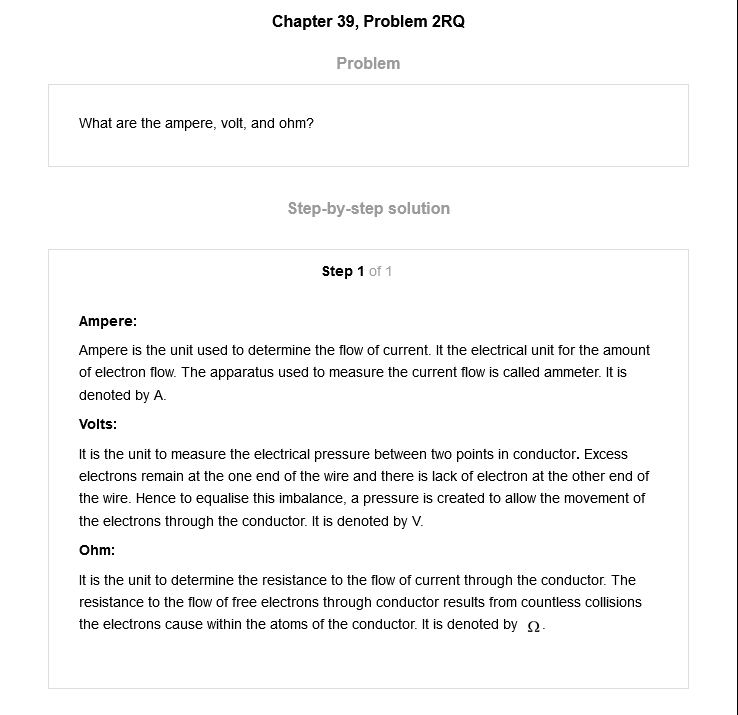 Chapter 39, Problem 2RQ
Problem
What are the ampere, volt, and ohm?
Step-by-step solution
Step 1 of 1
Ampere:
Ampere is the unit used to determine the flow of current. It the electrical unit for the amount
of electron flow. The apparatus used to measure the current flow is called ammeter. It is
denoted by A.
Volts:
It is the unit to measure the electrical pressure between two points in conductor. Excess
electrons remain at the one end of the wire and there is lack of electron at the other end of
the wire. Hence to equalise this imbalance, a pressure is created to allow the movement of
the electrons through the conductor. It is denoted by V.
Ohm:
It is the unit to determine the resistance to the flow of current through the conductor. The
resistance to the flow of free electrons through conductor results from countless collisions
the electrons cause within the atoms of the conductor. It is denoted by Ω.